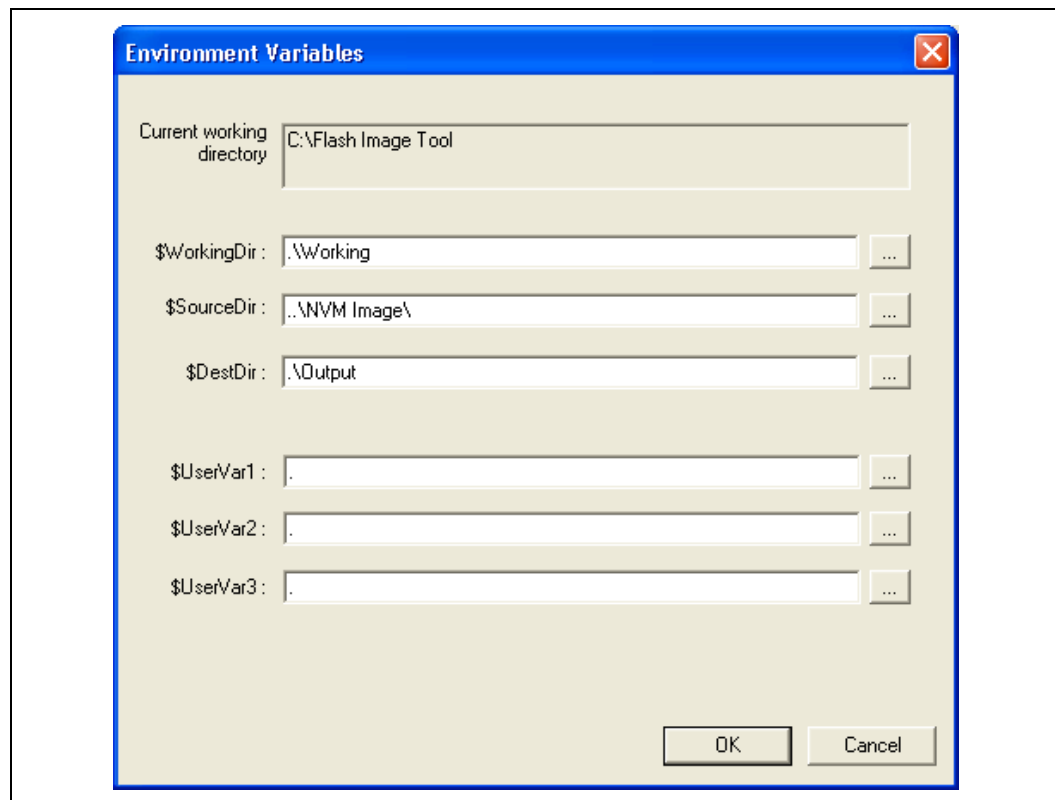 Environment Variables
Current working
directory
C:\Flash Image Tool
$WorkingDir :
.\Working
...
$SourceDir :
..\NVM Image\
...
$DestDir :
.\Output
...
$UserVar1 :
.
...
$UserVar2 :
.
...
$UserVar3 :
.
...
OK
Cancel